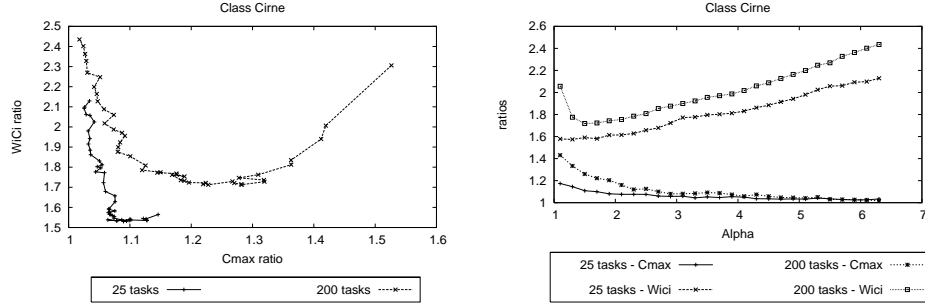 Class Cirne
2.5
2.4
2.3
2.2
2.1
2
1.9
1.8
1.7
1.6
1.5
WiCi ratio
1 1.1 1.2 1.3 1.4 1.5 1.6
Cmax ratio
25 tasks 200 tasks
Class Cirne
2.6
2.4
2.2
2
1.8
1.6
1.4
1.2
1
ratios
1 2 3 4 5 6 7
Alpha
25 tasks - Cmax 200 tasks - Cmax
25 tasks - Wici 200 tasks - Wici